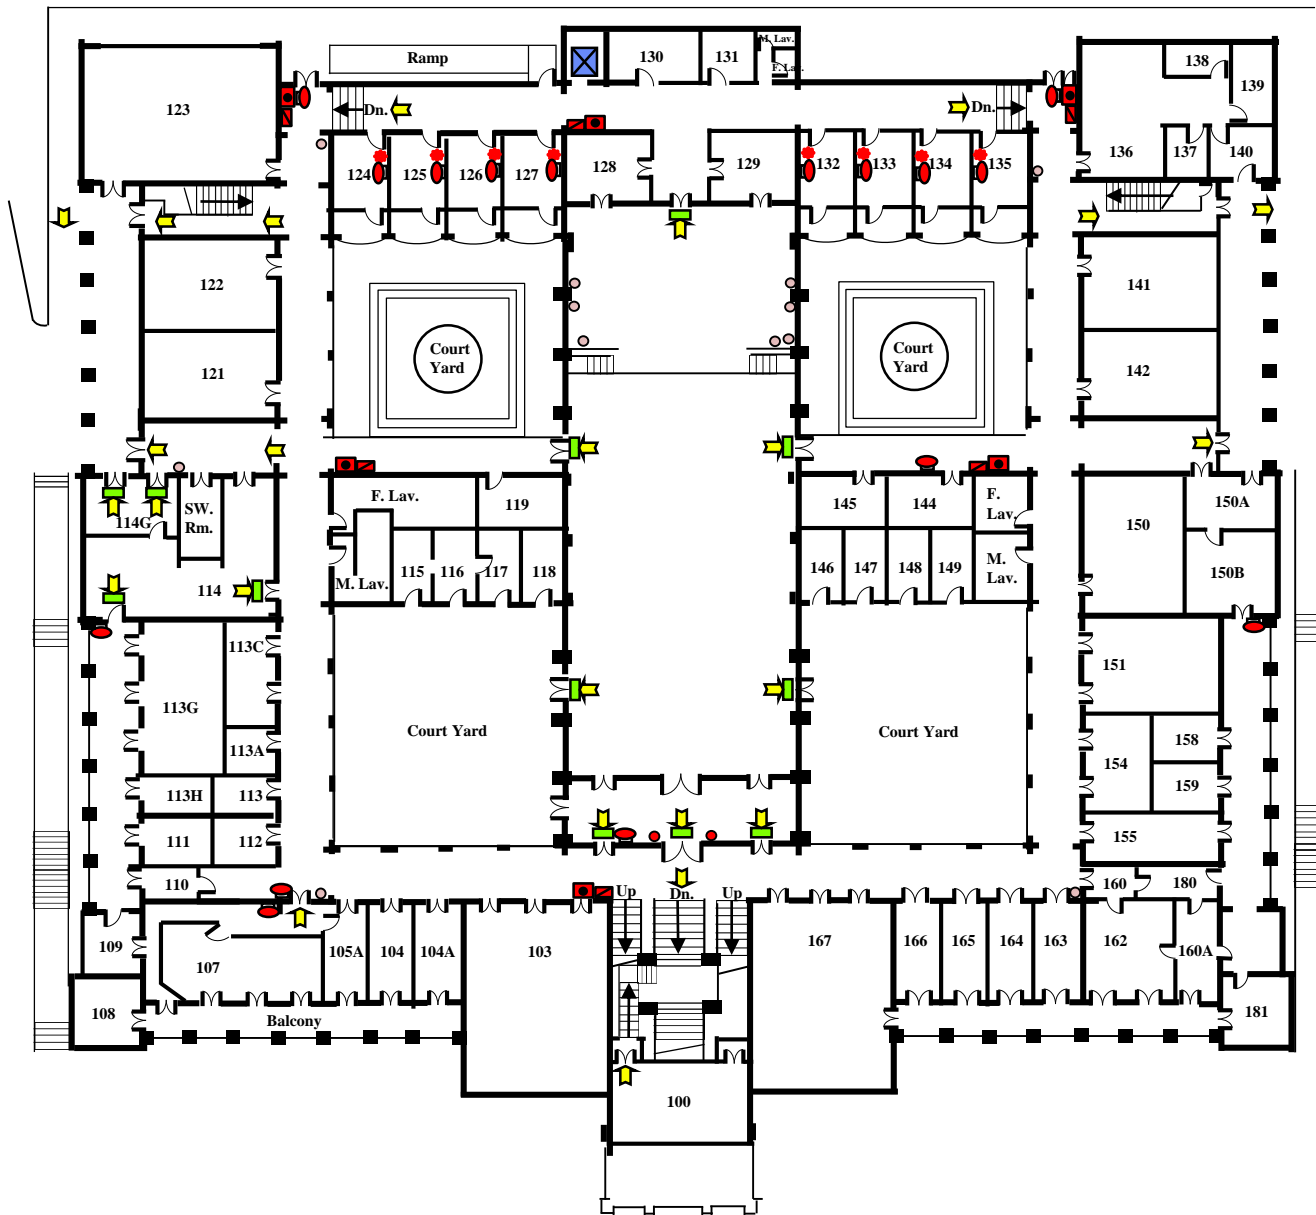 M. Lav.
Ramp
130
131
138
F. Lav.
139
123
Dn.
Dn.
124
125
126
127
128
129
132
133
134
135
136
137
140
122
141
Court
Yard
Court
Yard
121
142
F. Lav.
119
145
144
F. Lav.
150
150A
SW.
Rm.
114G
M. Lav.
115
116
117
118
146
147
148
149
M.
Lav.
150B
114
113C
151
113G
Court Yard
Court Yard
113A
158
154
159
113H
113
111
112
155
110
Up
Dn.
Up
160
180
109
107
105A
104
104A
103
167
166
165
164
163
162
160A
108
Balcony
181
100